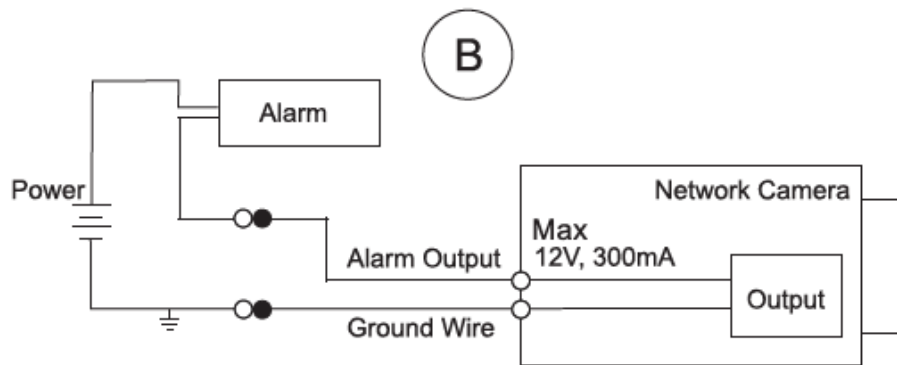 B
Alarm
Power
Network Camera
Max
12V, 300mA
Alarm Output
Output
Ground Wire